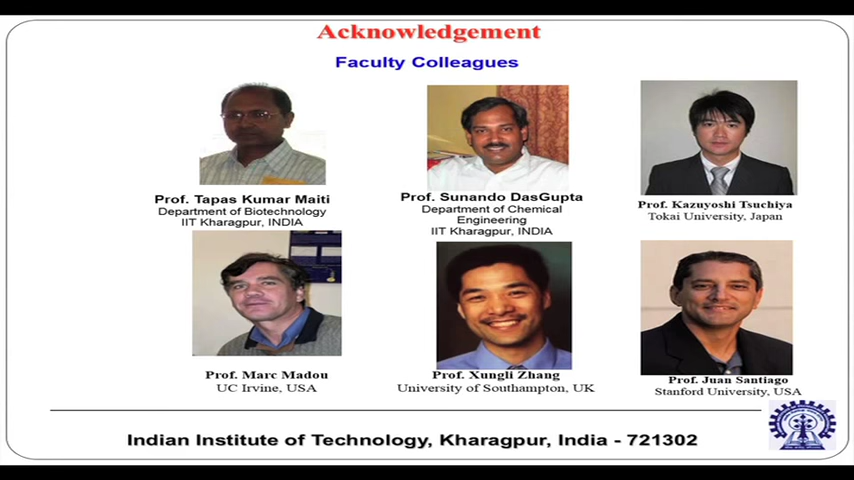 Acknowledgement
Faculty Colleagues
Prof. Tapas Kumar Maiti
Department of Biotechnology
IIT Kharagpur, INDIA
Prof. Sunando DasGupta
Department of Chemical
Engineering
IIT Kharagpur, INDIA
Prof. Kazuyoshi Tsuchiya
Tokai University, Japan
Prof. Marc Madou
UC Irvine, USA
Prof. Xungli Zhang
University of Southampton, UK
Prof. Juan Santiago
Stanford University, USA
Indian Institute of Technology, Kharagpur, India - 721302